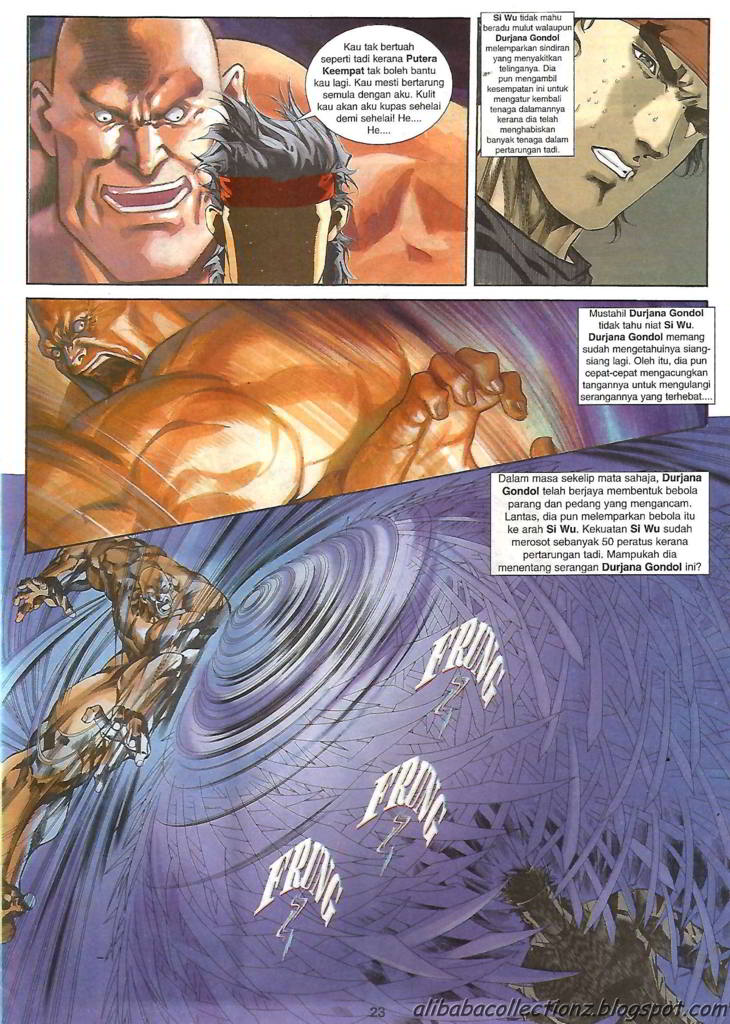 Kau tak bertuah
seperti tadi kerana Putera
Keempat tak boleh bantu
kau lagi. Kau mesti bertarung
semula dengan aku. Kulit
kau akan aku kupas sehelai
demi sehelai! He....
He....
Si Wu tidak mahu
beradu mulut walaupun
Durjana Gondol
melemparkan sindiran
yang menyakitkan
telinganya. Dia
pun mengambil
kesempatan ini untuk
mengatur kembali
tenaga dalamannya
kerana dia telah
menghabiskan
banyak tenaga dalam
pertarungan tadi.
Mustahil Durjana Gondol
tidak tahu niat Si Wu.
Durjana Gondol memang
sudah mengetahuinya siang-
siang lagi. Oleh itu, dia pun
cepat-cepat mengacungkan
tangannya untuk mengulangi
serangannya yang terhebat....
Dalam masa sekelip mata sahaja, Durjana
Gondol telah berjaya membentuk bebola
parang dan pedang yang mengancam.
Lantas, dia pun melemparkan bebola itu
ke arah Si Wu. Kekuatan Si Wu sudah
merosot sebanyak 50 peratus kerana
pertarungan tadi. Mampukah dia
menentang serangan Durjana Gondol ini?
FRING
FRING
FRING
23
alibabacollectionz.blogspot.com